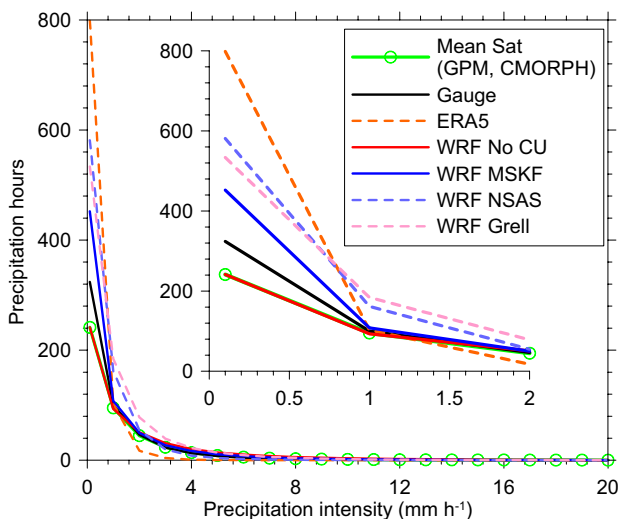 800
600
400
200
0
Precipitation hours
0
4
8
12
16
20
Precipitation intensity (mm h-1)
800
600
400
200
0
0
0.5
1
1.5
2
Mean Sat
(GPM, CMORPH)
Gauge
ERA5
WRF No CU
WRF MSKF
WRF NSAS
WRF Grell